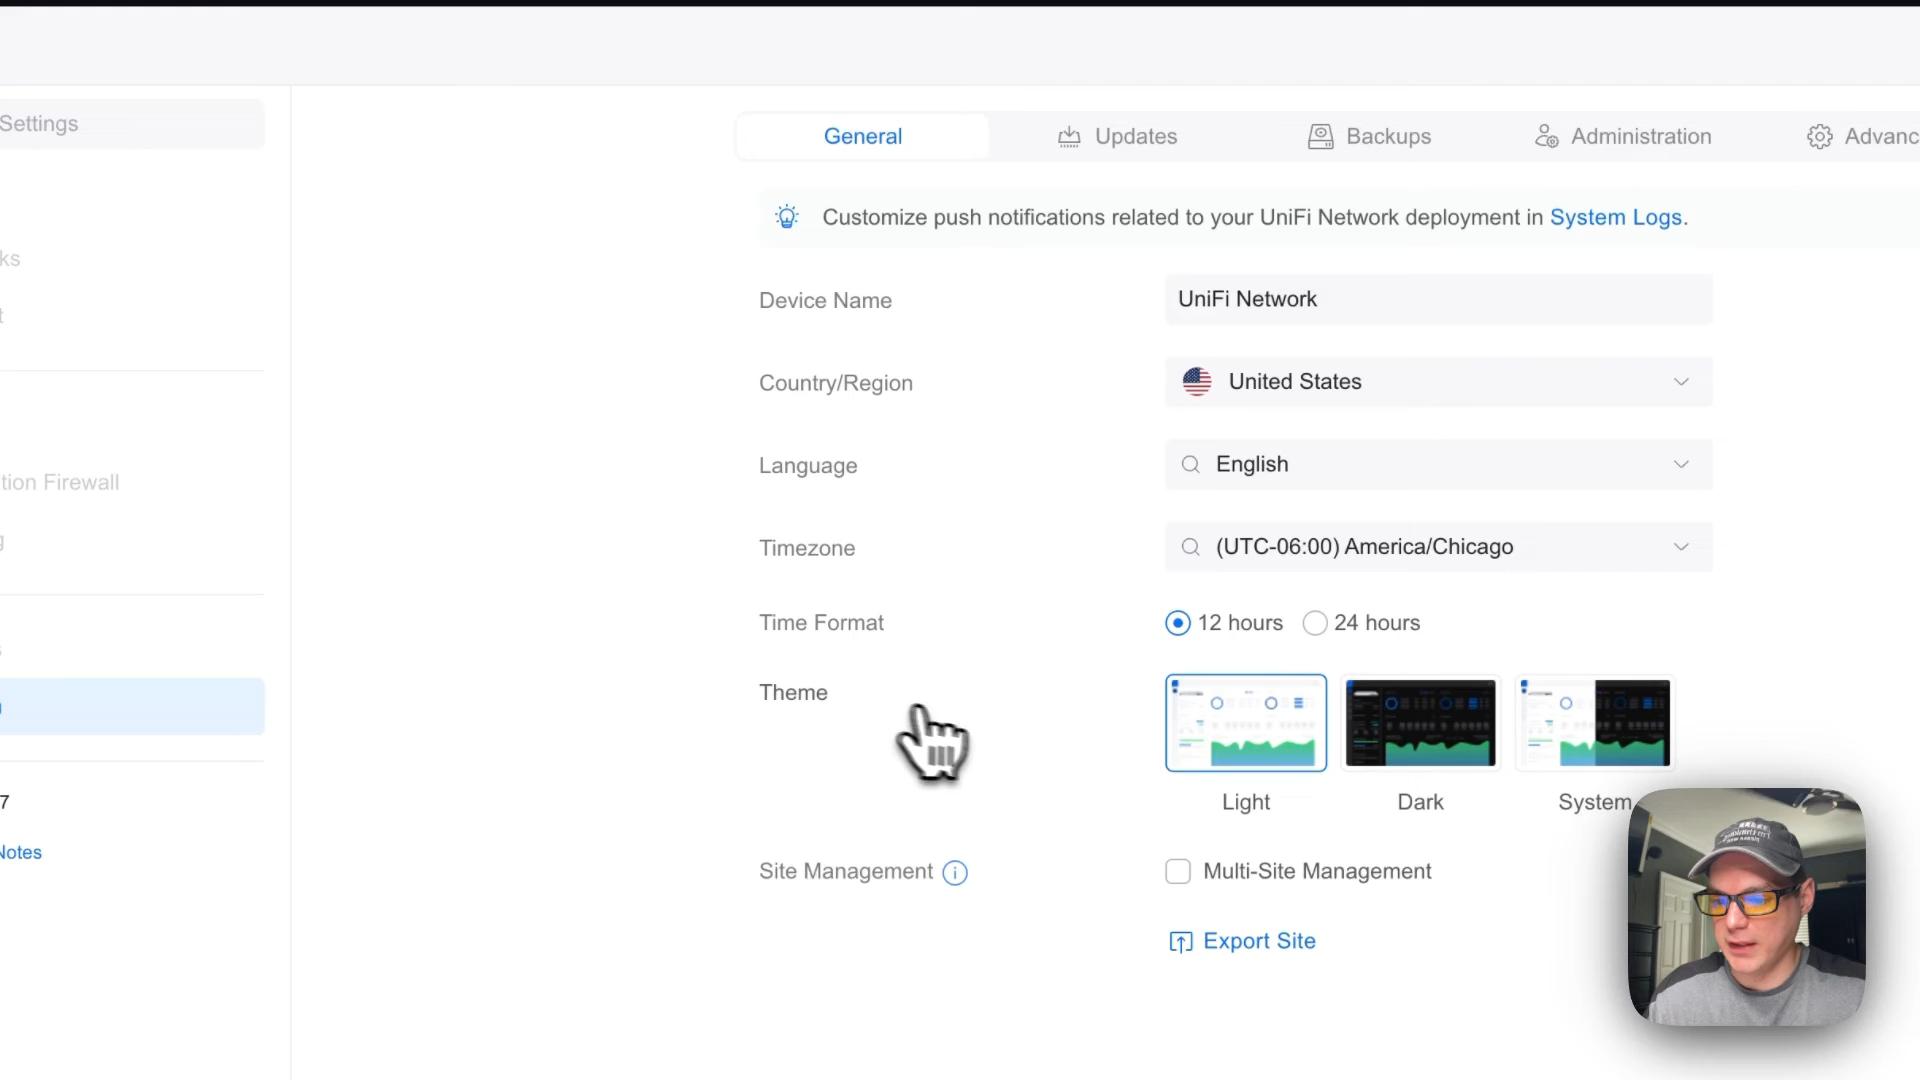 Settings
General
Updates
Backups
Administration
Advanc
Customize push notifications related to your UniFi Network deployment in System Logs.
ks
t
tion Firewall
g
s
7
Notes
Device Name
UniFi Network
Country/Region
United States
Language
English
Timezone
(UTC-06:00) America/Chicago
Time Format
12 hours
24 hours
Theme
Light
Dark
System
Site Management
Multi-Site Management
Export Site